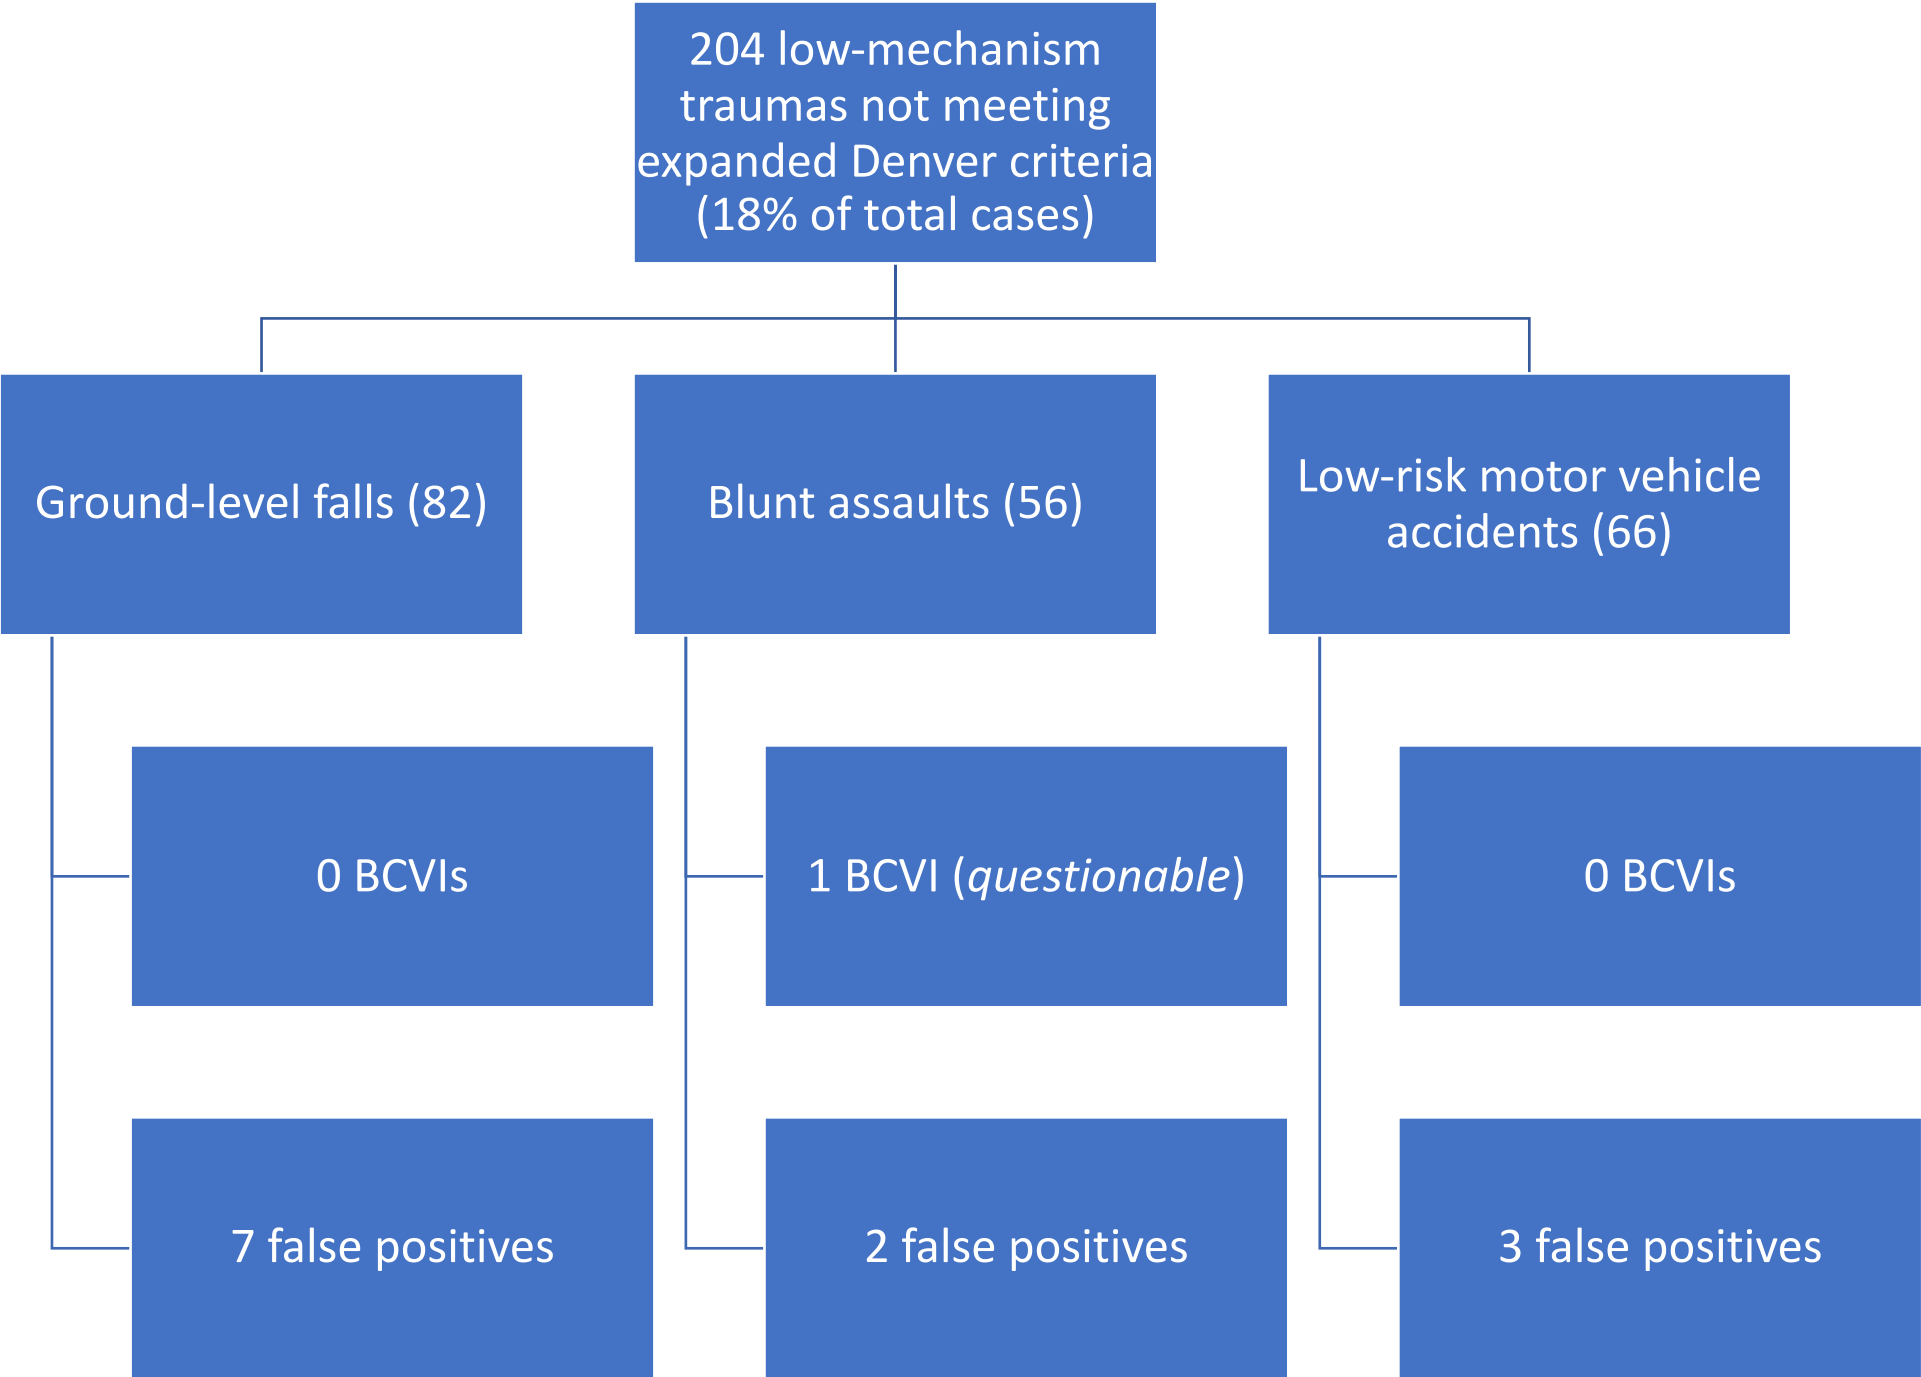 204 low-mechanism
traumas not meeting
expanded Denver criteria
(18% of total cases)
Ground-level falls (82)
Blunt assaults (56)
Low-risk motor vehicle
accidents (66)
0 BCVIs
1 BCVI (questionable)
0 BCVIs
7 false positives
2 false positives
3 false positives